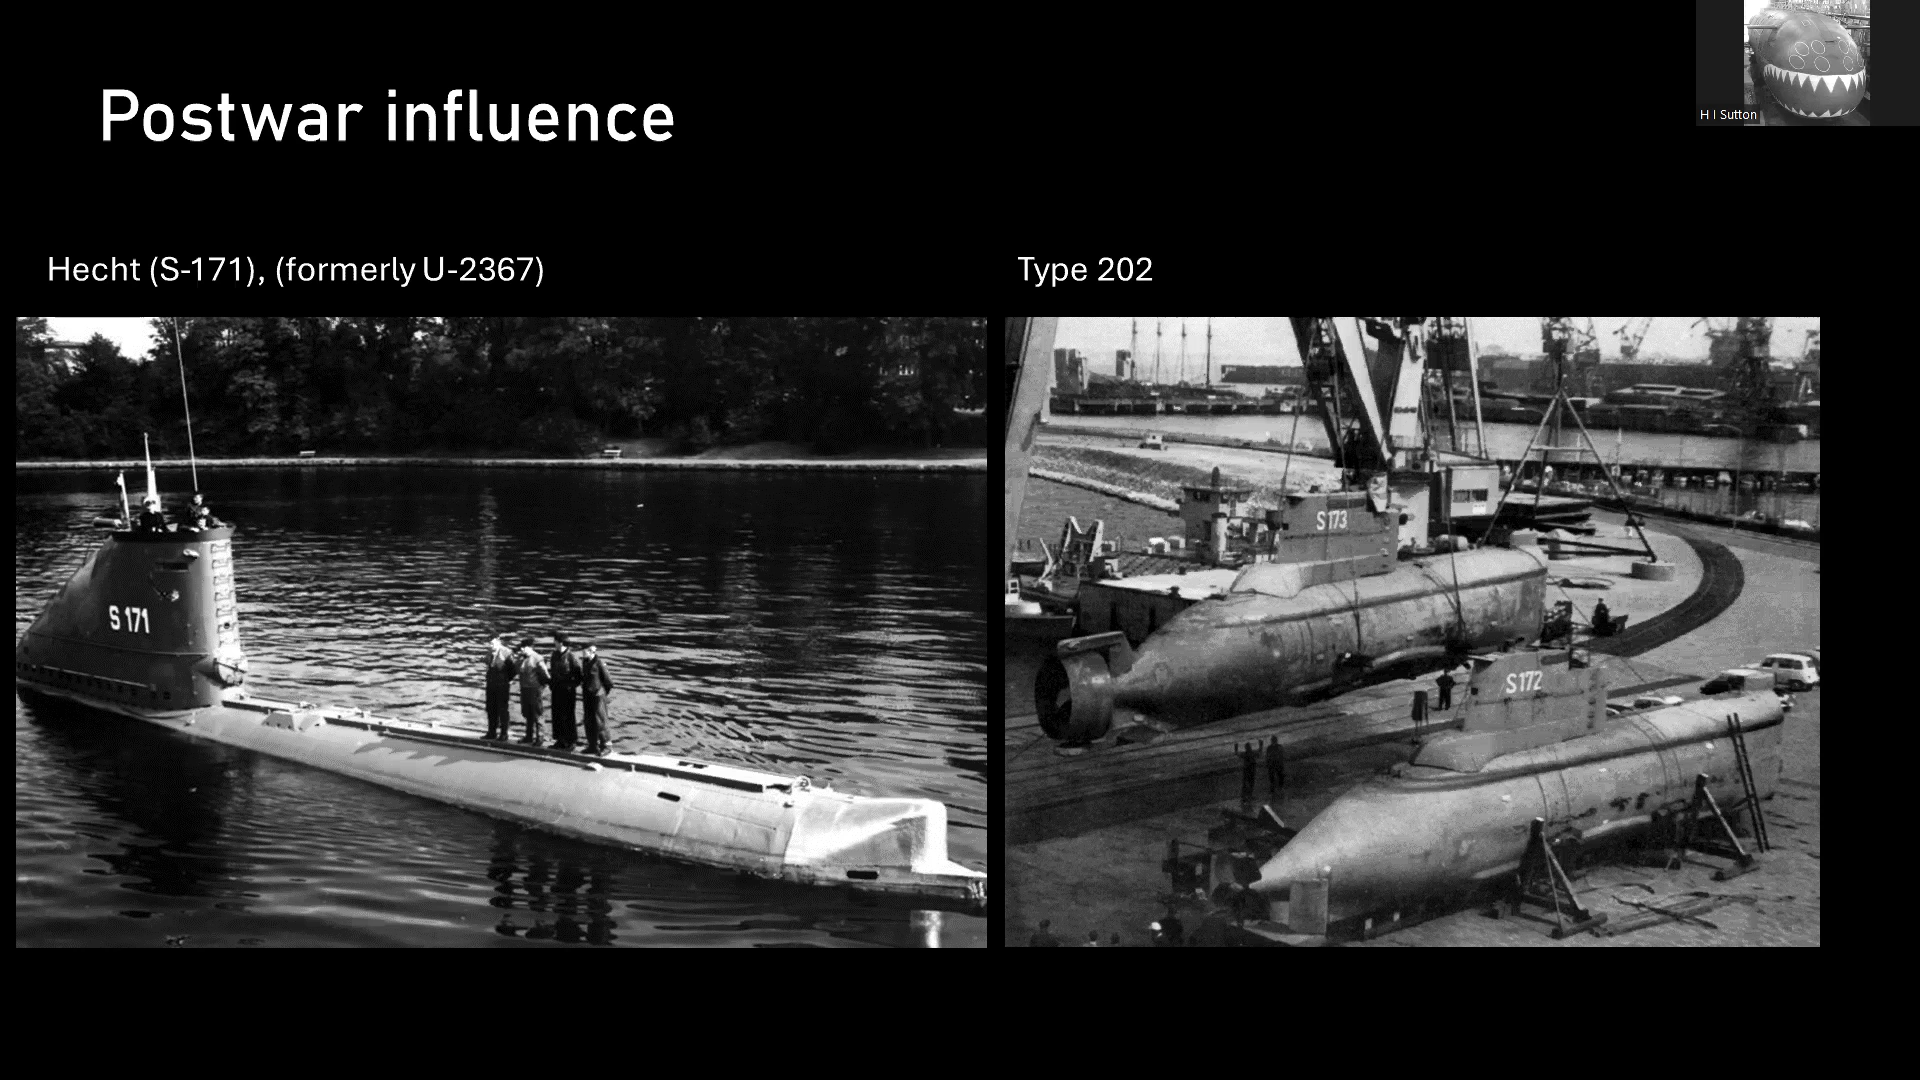 Postwar influence
H I Sutton
Hecht (S-171), (formerly U-2367)
Type 202
S 171
S 173
S 172